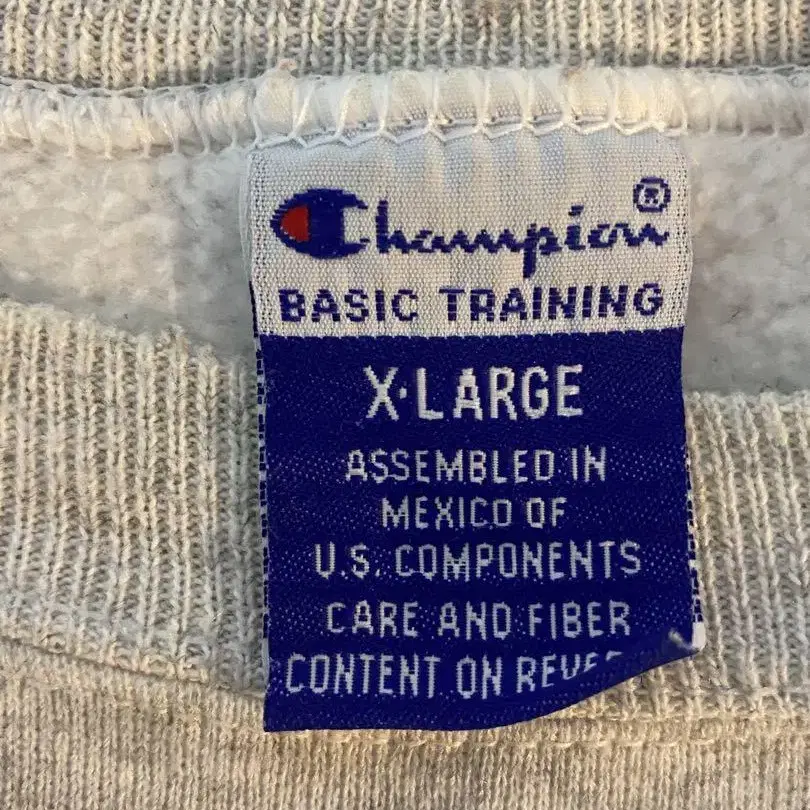 Champion®
BASIC TRAINING
X·LARGE
ASSEMBLED IN
MEXICO OF
U.S. COMPONENTS
CARE AND FIBER
CONTENT ON